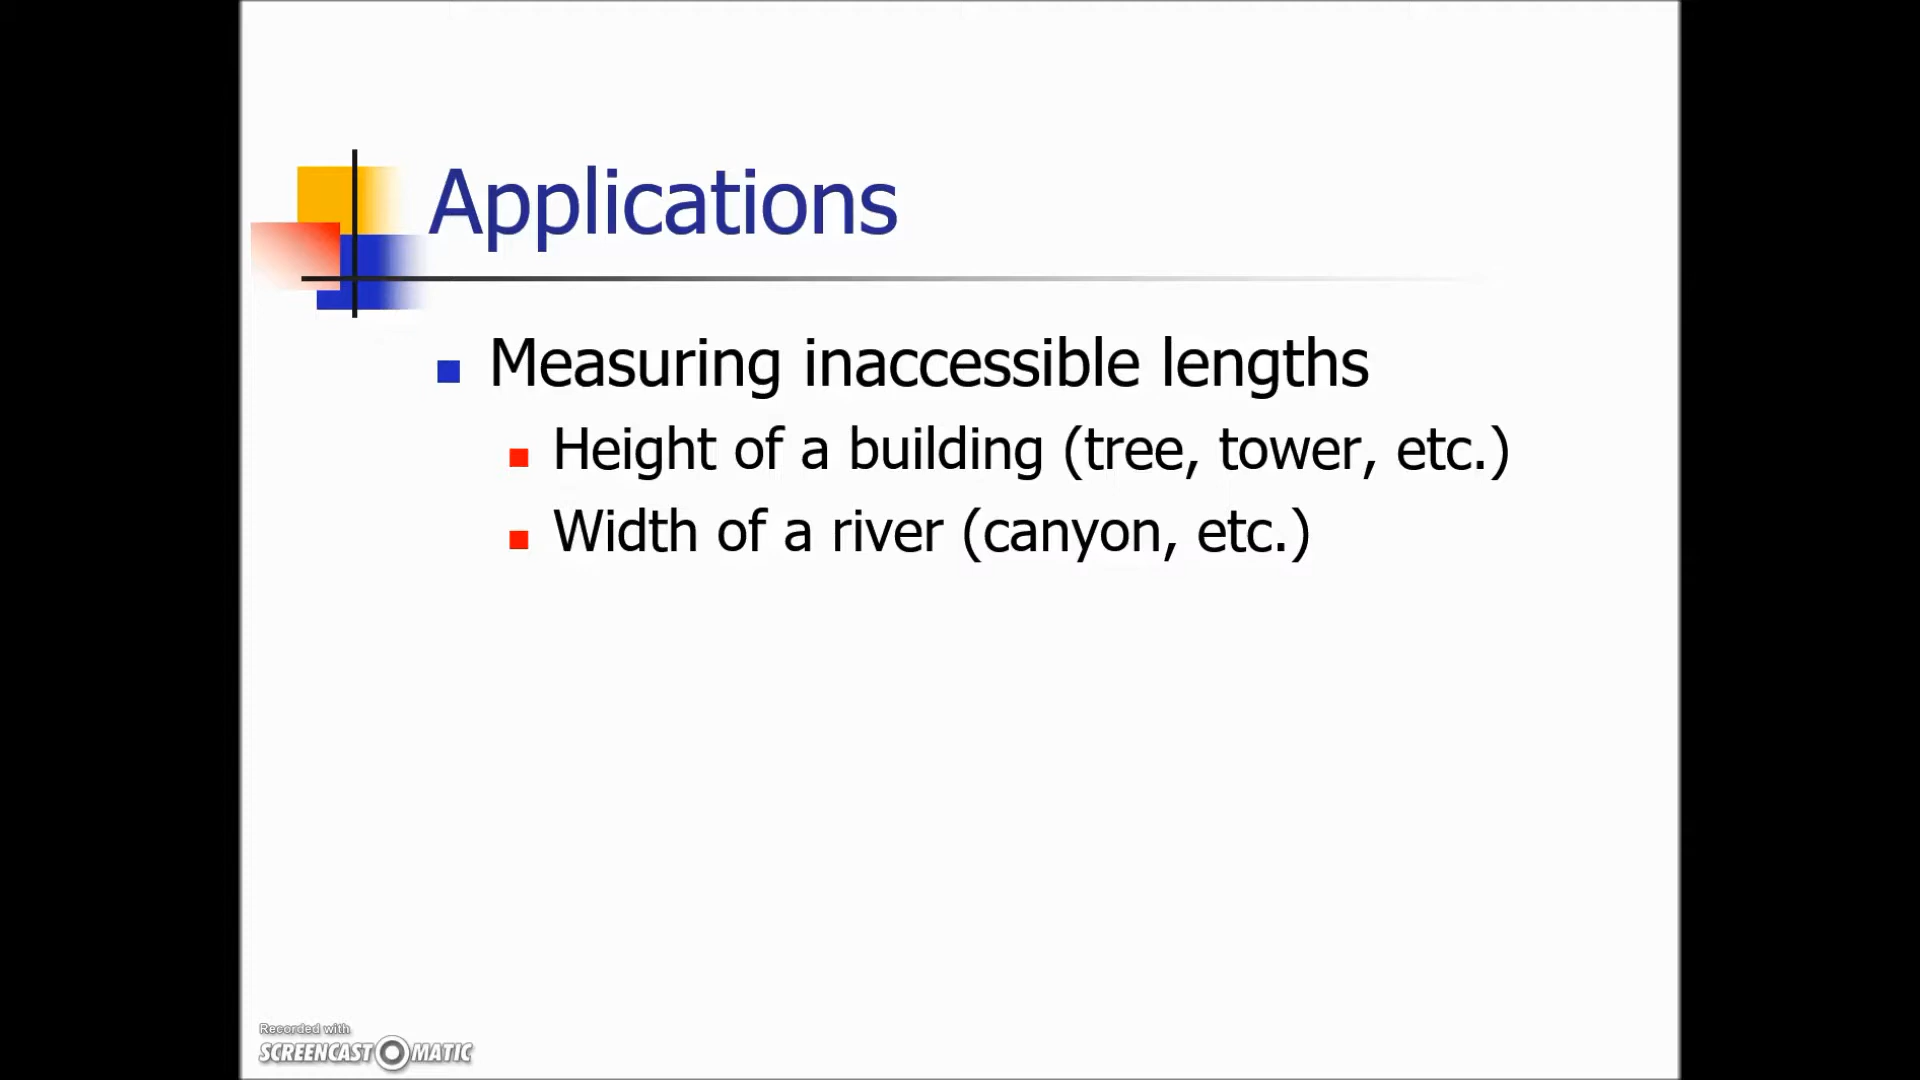 Applications
Measuring inaccessible lengths
Height of a building (tree, tower, etc.)
Width of a river (canyon, etc.)
Recorded with
SCREENCAST MATIC